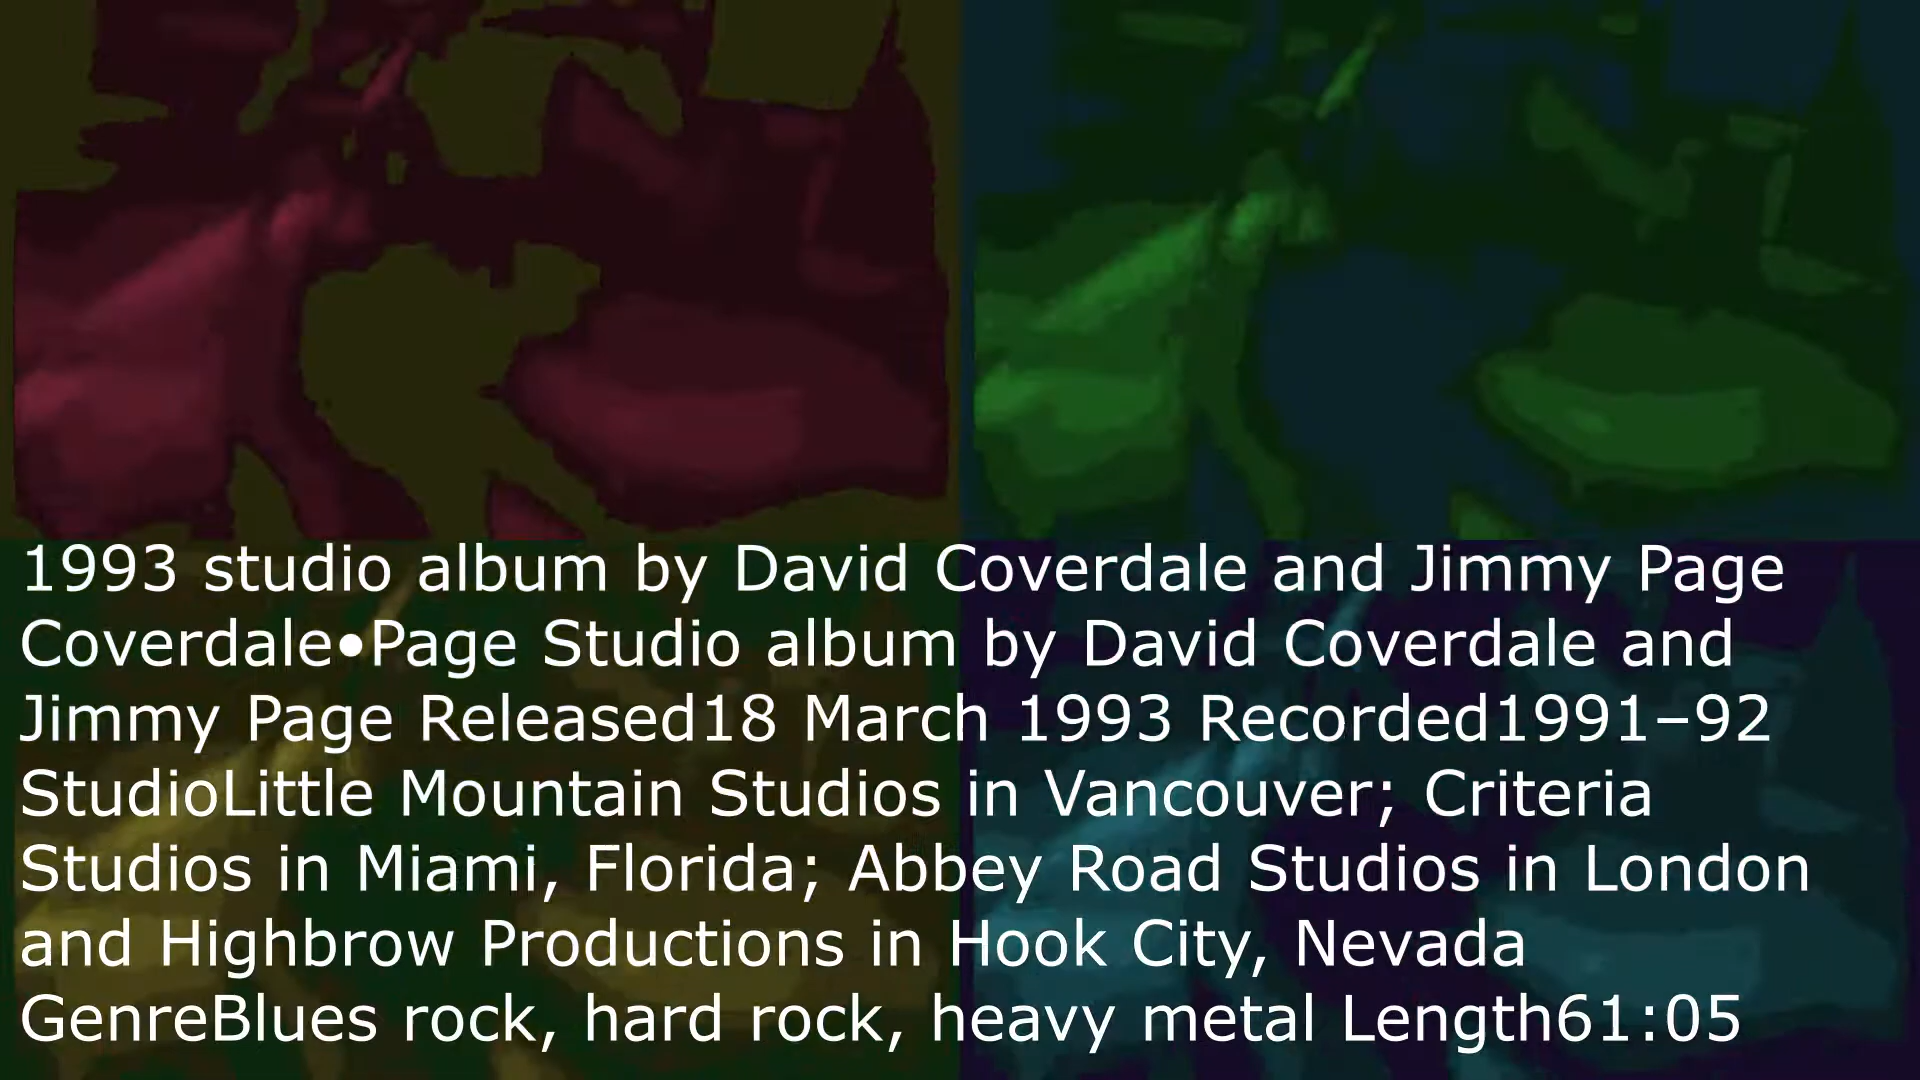 1993 studio album by David Coverdale and Jimmy Page
Coverdale•Page Studio album by David Coverdale and
Jimmy Page Released18 March 1993 Recorded1991–92
StudioLittle Mountain Studios in Vancouver; Criteria
Studios in Miami, Florida; Abbey Road Studios in London
and Highbrow Productions in Hook City, Nevada
GenreBlues rock, hard rock, heavy metal Length61:05